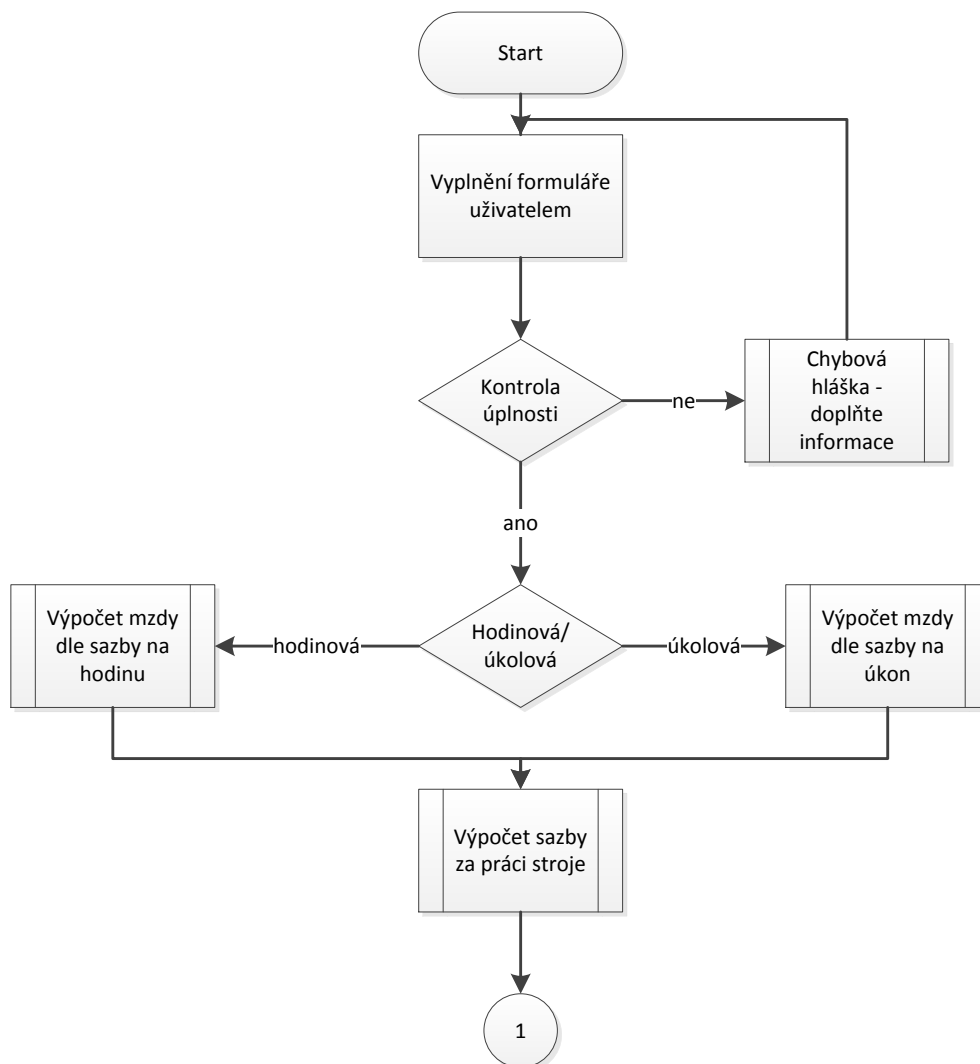 Start
Vyplnění formuláře
uživatelem
Kontrola
úplnosti
ne
Chybová
hláška -
doplňte
informace
ano
Výpočet mzdy
dle sazby na
hodinu
hodinová
Hodinová/
úkolová
úkolová
Výpočet mzdy
dle sazby na
úkon
Výpočet sazby
za práci stroje
1